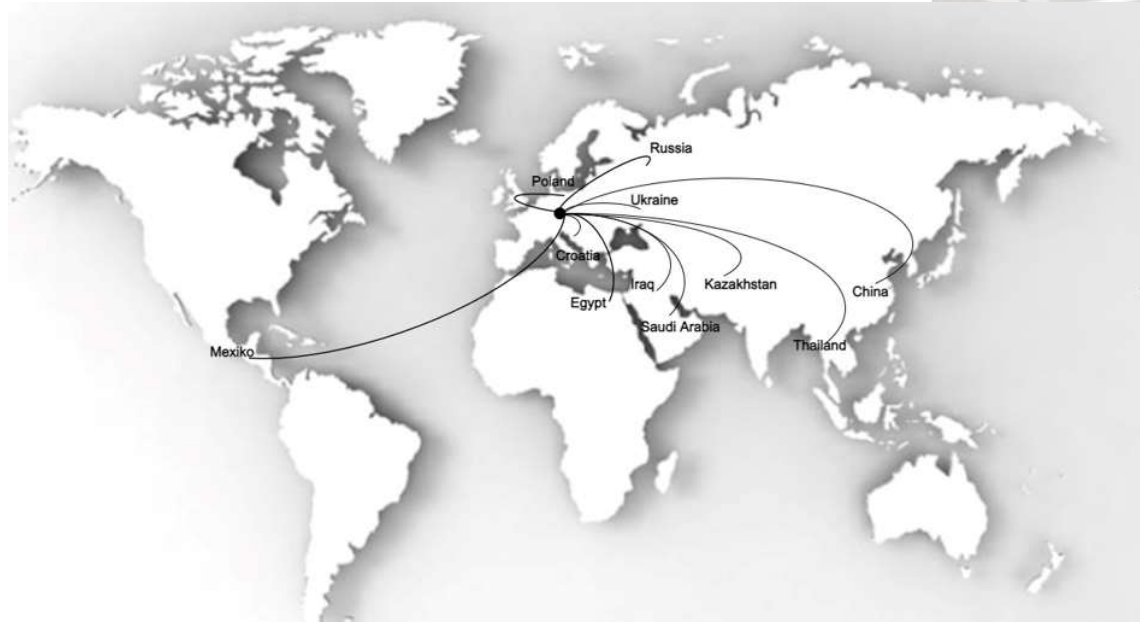 Russia
Poland
Ukraine
Croatia
Iraq
Kazakhstan
China
Egypt
Saudi Arabia
Thailand
Mexiko